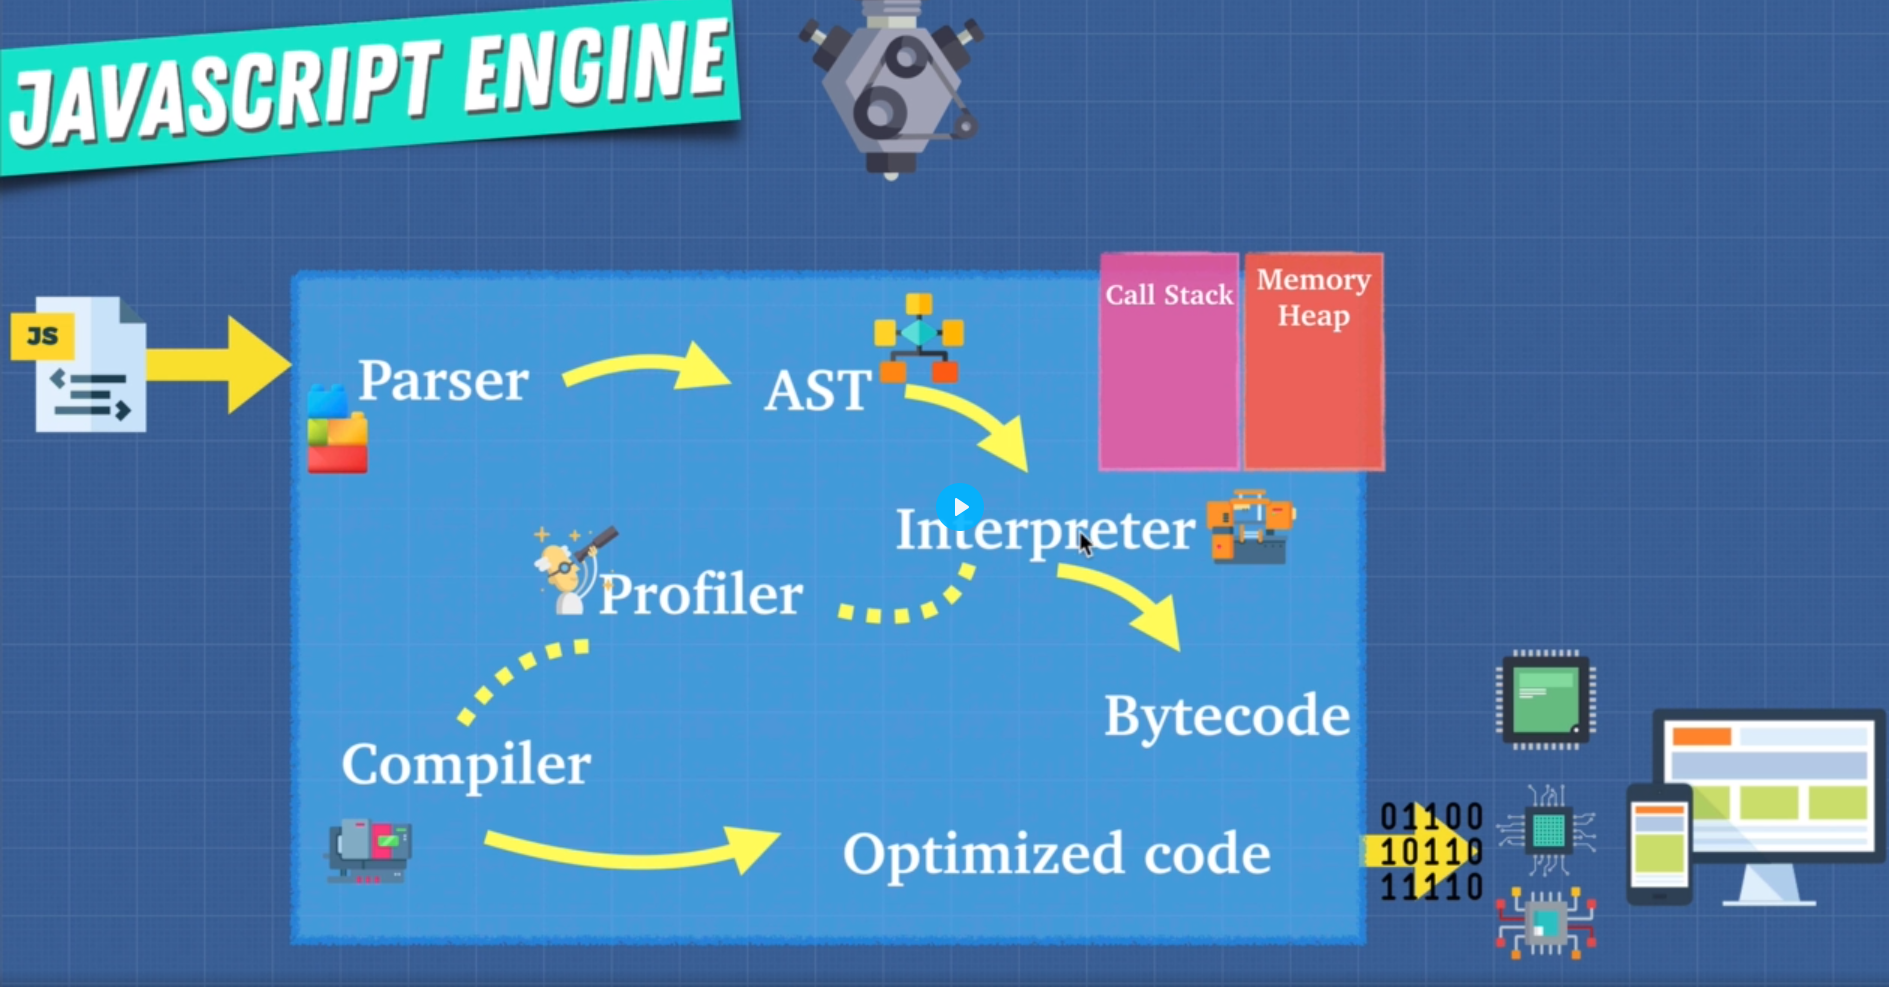 JAVASCRIPT ENGINE
JS
Parser
AST
Call Stack
Memory
Heap
Interpreter
Profiler
Bytecode
Compiler
Optimized code
01100
10110
11110